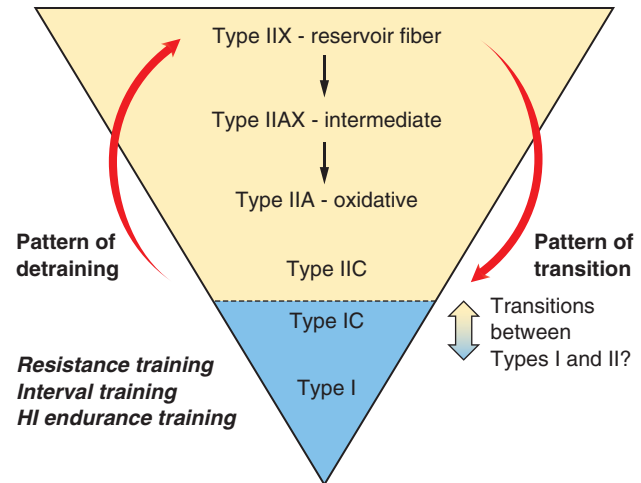 Type IIX - reservoir fiber
Type IIAX - intermediate
Type IIA - oxidative
Pattern of
detraining
Type IIC
Pattern of
transition
Type IC
Transitions
between
Types I and II?
Resistance training
Interval training
HI endurance training
Type I